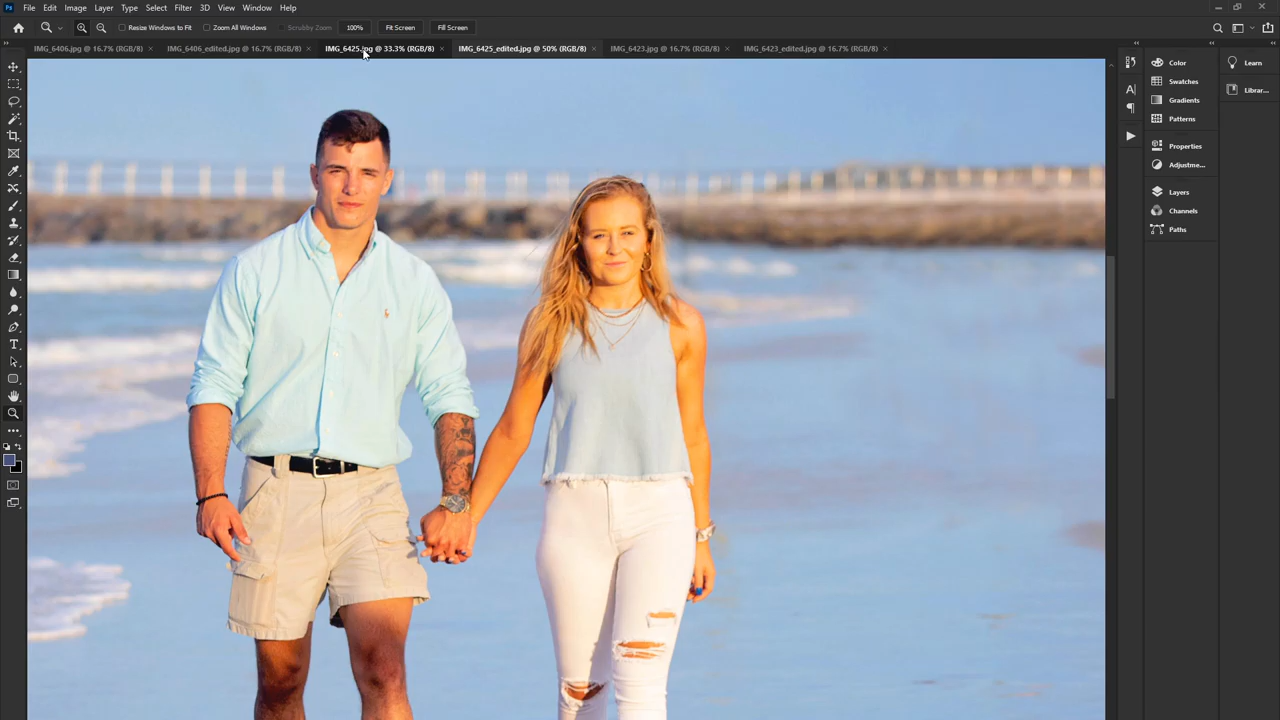 Ps File Edit Image Layer Type Select Filter 3D View Window Help
Resize Windows to Fit Zoom All Windows Scrubby Zoom 100% Fit Screen Fill Screen
IMG_6406.jpg @ 16.7% (RGB/8) × IMG_6406_edited.jpg @ 16.7% (RGB/8) × IMG_6425.jpg @ 33.3% (RGB/8) × IMG_6425_edited.jpg @ 50% (RGB/8) × IMG_6423.jpg @ 16.7% (RGB/8) × IMG_6423_edited.jpg @ 16.7% (RGB/8) ×
Color
Swatches
Gradients
Patterns
Properties
Adjustme...
Layers
Channels
Paths
Learn
Librar...